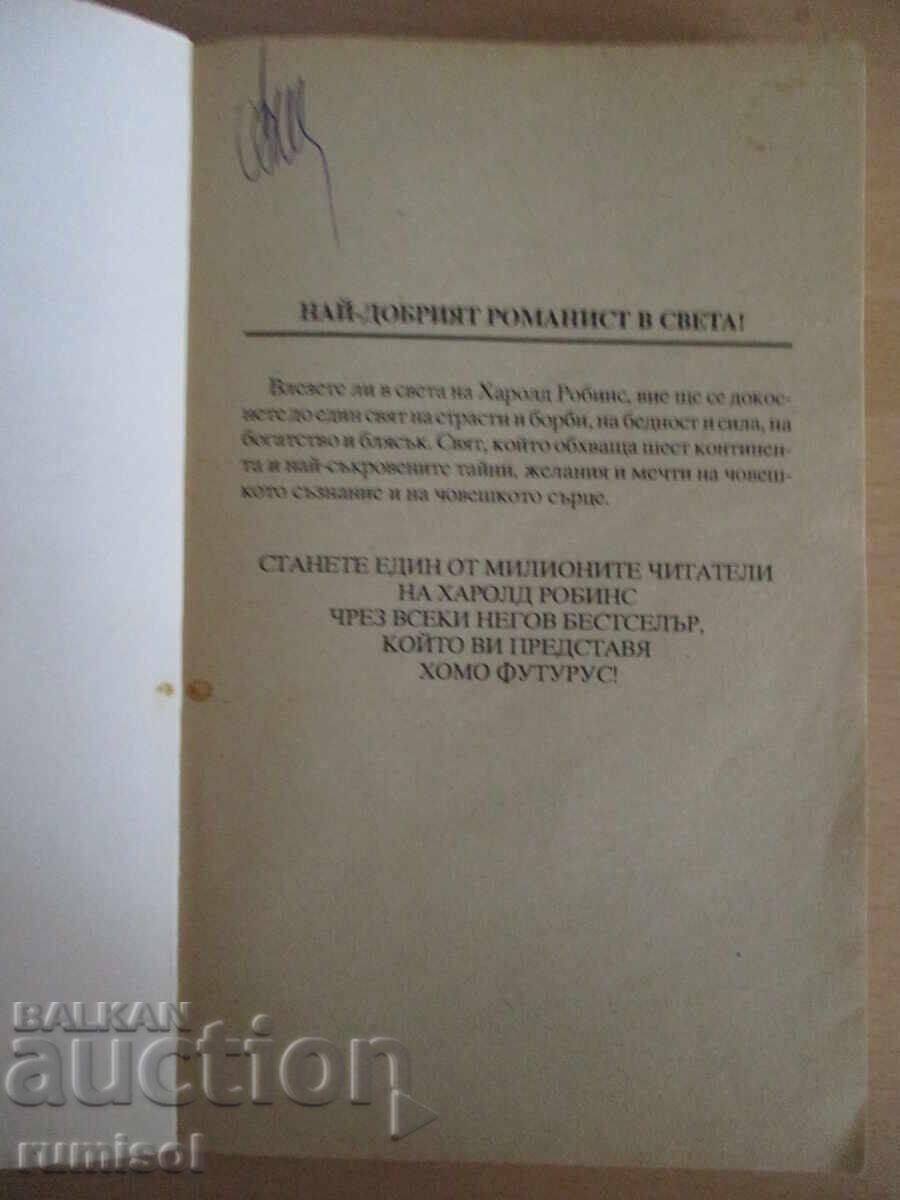 НАЙ-ДОБРИЯТ РОМАНИСТ В СВЕТА!
Влезете ли в света на Харолд Робинс, вие ще се докос-
нете до един свят на страсти и борби, на бедност и сила, на
богатство и блясък. Свят, който обхваща шест континен-
та и най-съкровените тайни, желания и мечти на човеш-
кото съзнание и на човешкото сърце.
СТАНЕТЕ ЕДИН ОТ МИЛИОНИТЕ ЧИТАТЕЛИ
НА ХАРОЛД РОБИНС
ЧРЕЗ ВСЕКИ НЕГОВ БЕСТСЕЛЪР,
КОЙТО ВИ ПРЕДСТАВЯ
ХОМО ФУТУРУС!
BALKAN
auction
rumisol